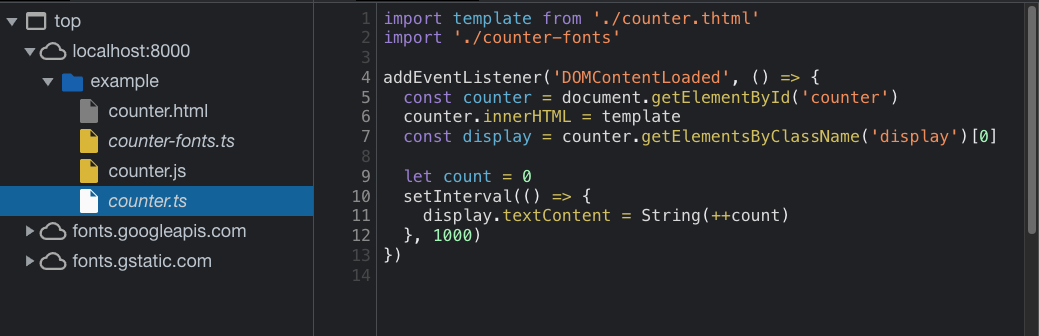 top
localhost:8000
example
counter.html
counter-fonts.ts
counter.js
counter.ts
fonts.googleapis.com
fonts.gstatic.com
1 import template from './counter.thtml'
2 import './counter-fonts'
3
4 addEventListener('DOMContentLoaded', () => {
5   const counter = document.getElementById('counter')
6   counter.innerHTML = template
7   const display = counter.getElementsByClassName('display')[0]
8
9   let count = 0
10   setInterval(() => {
11     display.textContent = String(++count)
12   }, 1000)
13 })
14